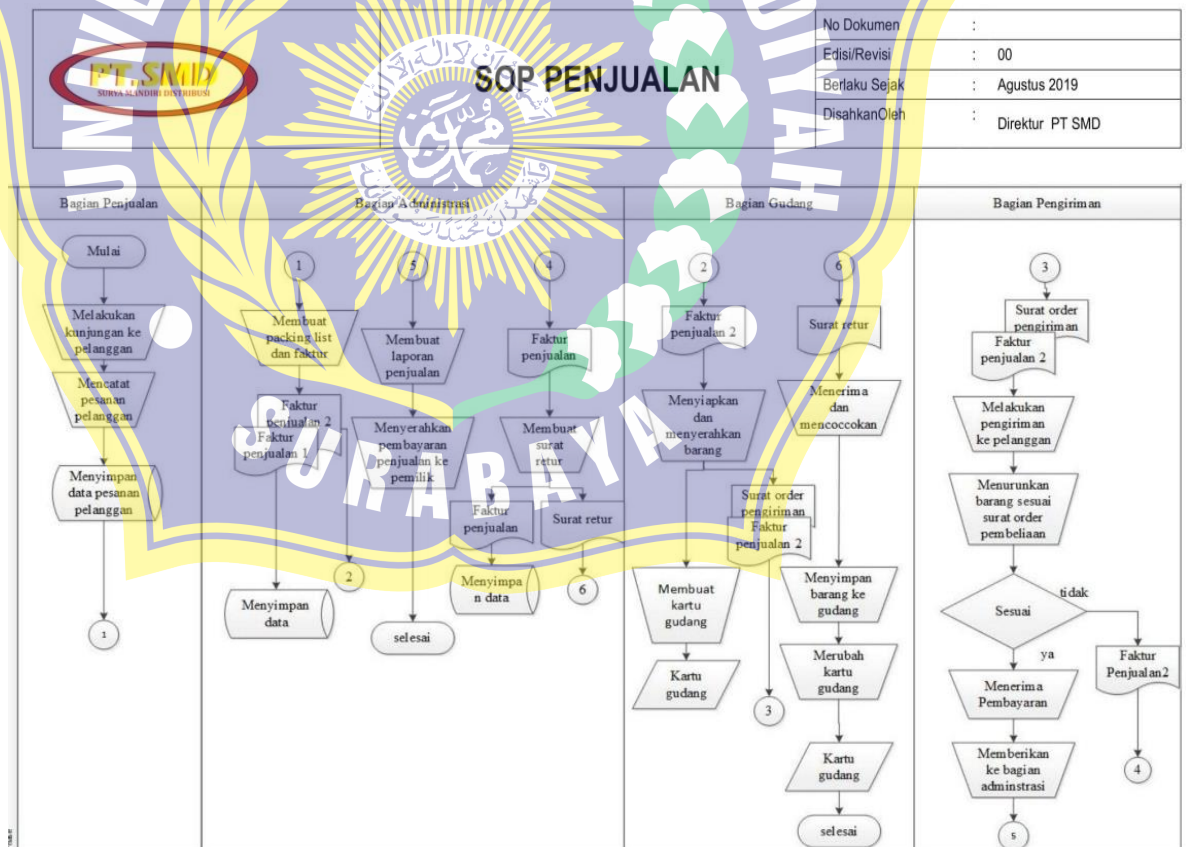 PT.SMD
SURYA MANDIRI DISTRIBUSI
SOP PENJUALAN
No Dokumen :
Edisi/Revisi : 00
Berlaku Sejak : Agustus 2019
DisahkanOleh : Direktur PT SMD
SURABAYA
Bagian Penjualan
Mulai
Melakukan
kunjungan ke
pelanggan
Mencatat
pesanan
pelanggan
Menyimpan
data pesanan
pelanggan
1
Bagian Administrasi
1
Membuat
packing list
dan faktur
Faktur
penjualan 2
Faktur
penjualan 1
2
Menyimpan
data
5
Membuat
laporan
penjualan
Menyerahkan
pembayaran
penjualan ke
pemilik
selesai
4
Faktur
penjualan
Membuat
surat
retur
Faktur
penjualan
Surat retur
Menyimpa
n data
6
Bagian Gudang
2
Faktur
penjualan 2
Menyiapkan
dan
menyerahkan
barang
Surat order
pengiriman
Faktur
penjualan 2
Membuat
kartu
gudang
Kartu
gudang
3
6
Surat retur
Menerima
dan
mencoccokan
Menyimpan
barang ke
gudang
Merubah
kartu
gudang
Kartu
gudang
selesai
Bagian Pengiriman
3
Surat order
pengiriman
Faktur
penjualan 2
Melakukan
pengiriman
ke pelanggan
Menurunkan
barang sesuai
surat order
pembeliaan
Sesuai
tidak
ya
Faktur
Penjualan2
4
Menerima
Pembayaran
Memberikan
ke bagian
adminstrasi
5